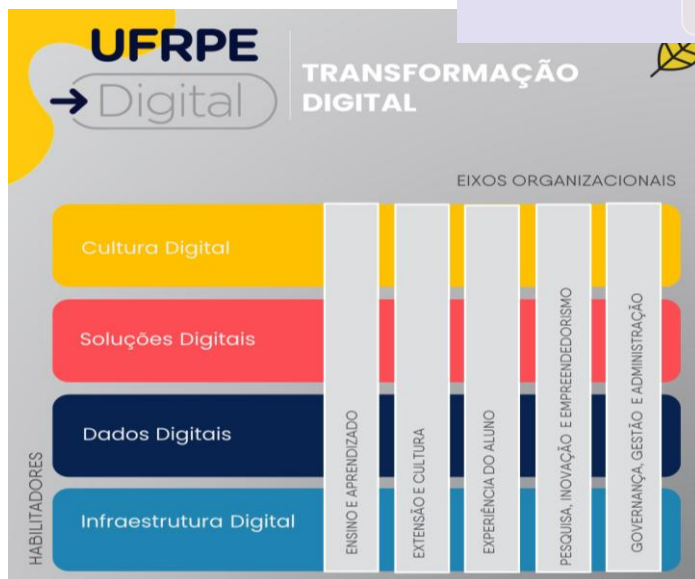 UFRPE
Digital
TRANSFORMAÇÃO
DIGITAL
EIXOS ORGANIZACIONAIS
HABILITADORES
Cultura Digital
Soluções Digitais
Dados Digitais
Infraestrutura Digital
ENSINO E APRENDIZADO
EXTENSÃO E CULTURA
EXPERIÊNCIA DO ALUNO
PESQUISA, INOVAÇÃO E EMPREENDEDORISMO
GOVERNANÇA, GESTÃO E ADMINISTRAÇÃO